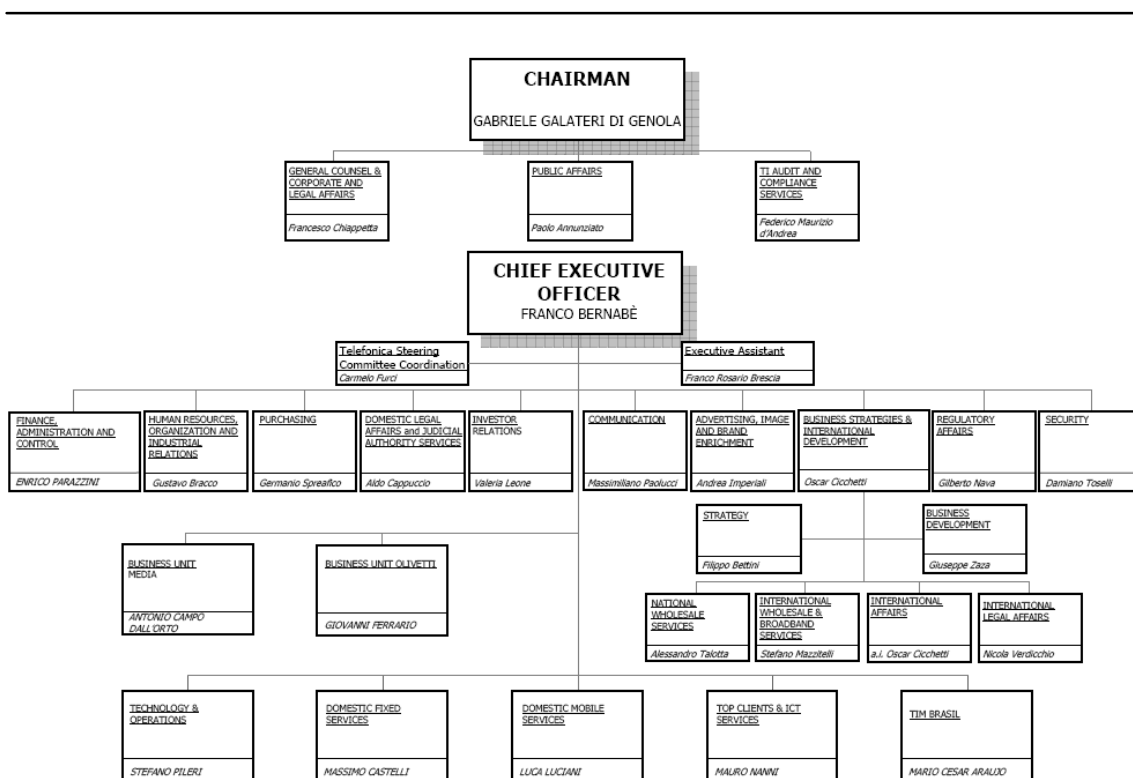 CHAIRMAN
GABRIELE GALATERI DI GENOLA
GENERAL COUNSEL &
CORPORATE AND
LEGAL AFFAIRS
Francesco Chiappetta
PUBLIC AFFAIRS
Paolo Annunziato
TI AUDIT AND
COMPLIANCE
SERVICES
Federico Maurizio
d'Andrea
CHIEF EXECUTIVE
OFFICER
FRANCO BERNABÈ
Telefonica Steering
Committee Coordination
Carmelo Furci
Executive Assistant
Franco Rosario Brescia
FINANCE,
ADMINISTRATION AND
CONTROL
ENRICO PARAZZINI
HUMAN RESOURCES,
ORGANIZATION AND
INDUSTRIAL
RELATIONS
Gustavo Bracco
PURCHASING
Germanio Spreafico
DOMESTIC LEGAL
AFFAIRS and JUDICIAL
AUTHORITY SERVICES
Aldo Cappuccio
INVESTOR
RELATIONS
Valeria Leone
COMMUNICATION
Massimiliano Paolucci
ADVERTISING, IMAGE
AND BRAND
ENRICHMENT
Andrea Imperiali
BUSINESS STRATEGIES &
INTERNATIONAL
DEVELOPMENT
Oscar Cicchetti
REGULATORY
AFFAIRS
Gilberto Nava
SECURITY
Damiano Toselli
STRATEGY
Filippo Bettini
BUSINESS
DEVELOPMENT
Giuseppe Zaza
BUSINESS UNIT
MEDIA
ANTONIO CAMPO
DALL'ORTO
BUSINESS UNIT OLIVETTI
GIOVANNI FERRARIO
NATIONAL
WHOLESALE
SERVICES
Alessandro Talotta
INTERNATIONAL
WHOLESALE &
BROADBAND
SERVICES
Stefano Mazzitelli
INTERNATIONAL
AFFAIRS
a.i. Oscar Cicchetti
INTERNATIONAL
LEGAL AFFAIRS
Nicola Verdicchio
TECHNOLOGY &
OPERATIONS
STEFANO PILERI
DOMESTIC FIXED
SERVICES
MASSIMO CASTELLI
DOMESTIC MOBILE
SERVICES
LUCA LUCIANI
TOP CLIENTS & ICT
SERVICES
MAURO NANNI
TIM BRASIL
MARIO CESAR ARAUJO